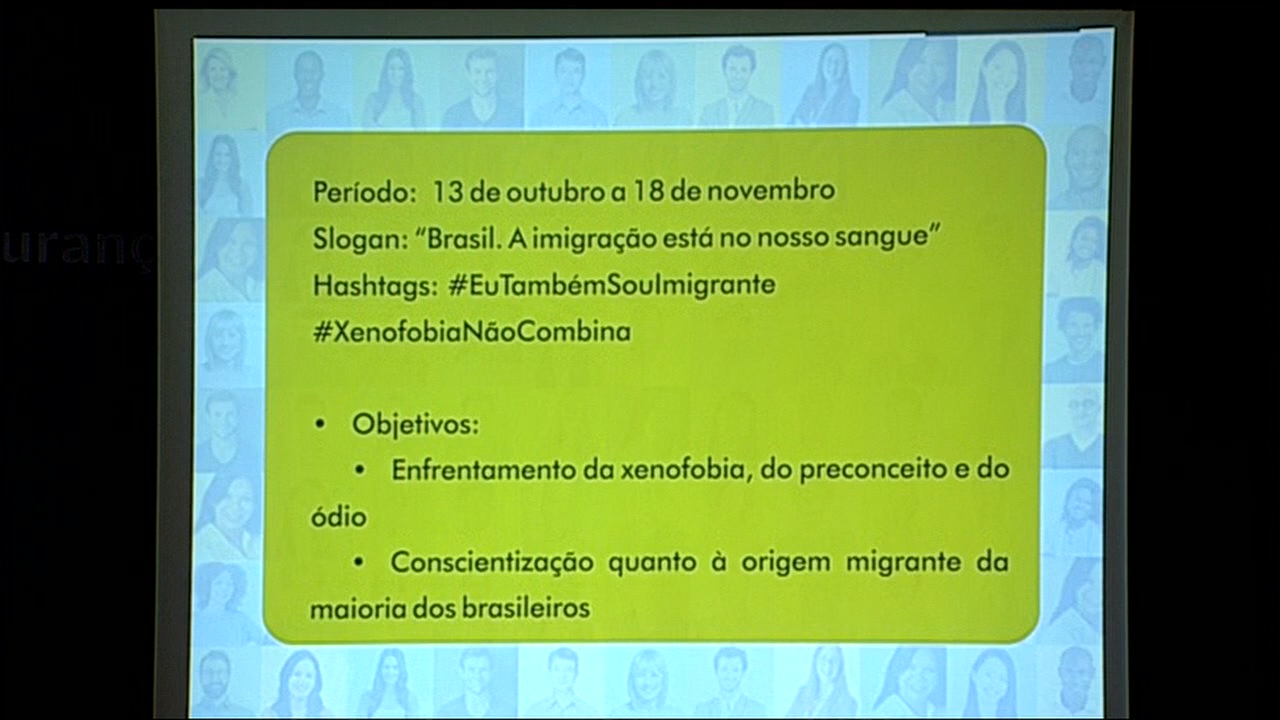 Período: 13 de outubro a 18 de novembro
Slogan: “Brasil. A imigração está no nosso sangue”
Hashtags: #EuTambémSouImigrante
#XenofobiaNãoCombina
• Objetivos:
• Enfrentamento da xenofobia, do preconceito e do
ódio
• Conscientização quanto à origem migrante da
maioria dos brasileiros